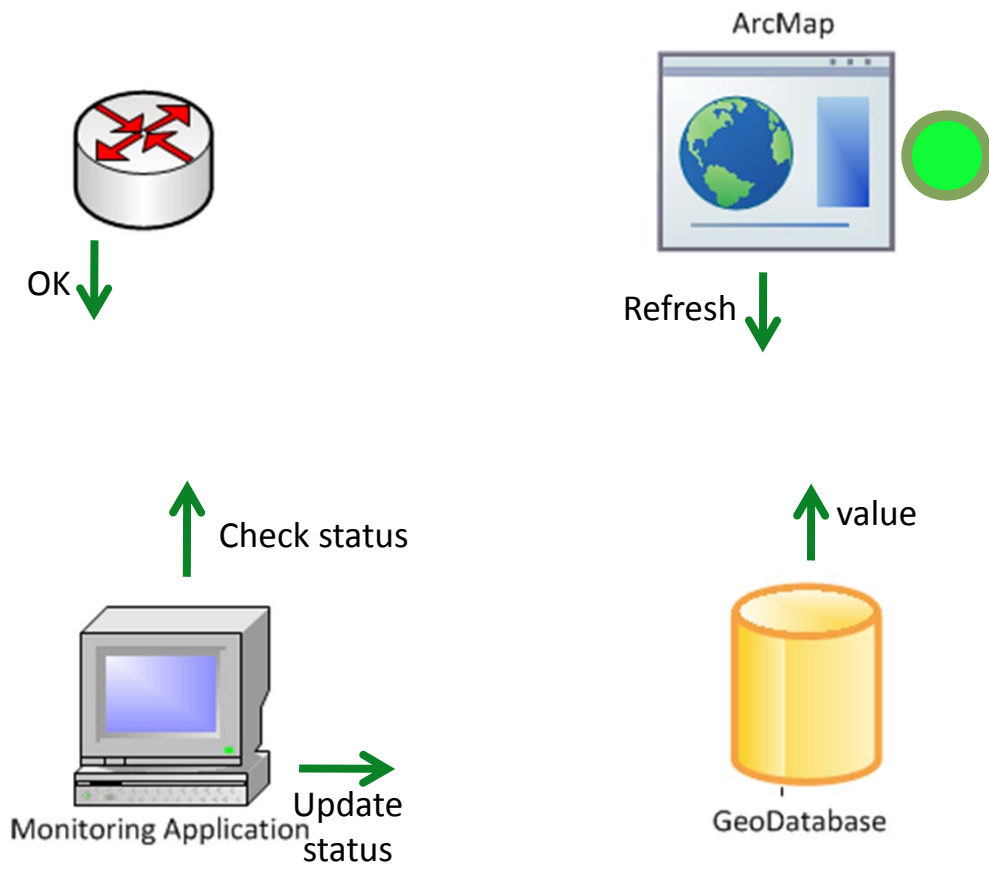 ArcMap
OK
Refresh
Check status
value
Monitoring Application
Update
status
GeoDatabase